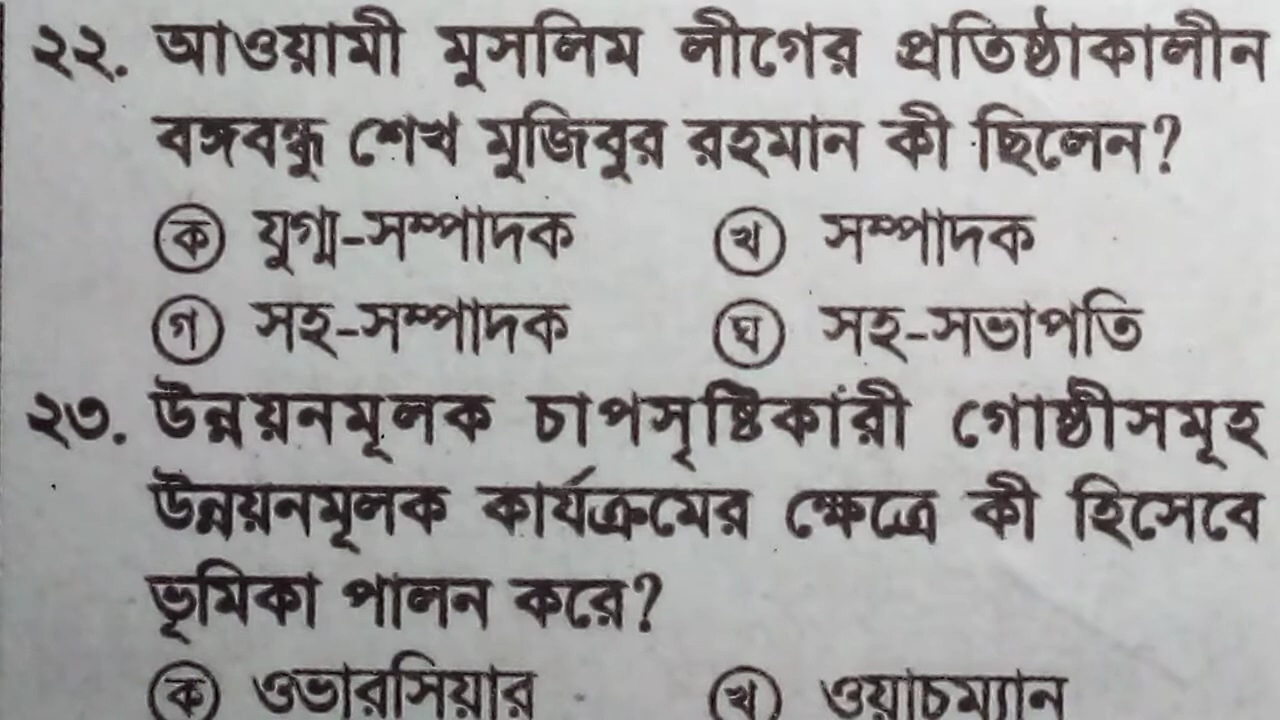 ২২. আওয়ামী মুসলিম লীগের প্রতিষ্ঠাকালীন
বঙ্গবন্ধু শেখ মুজিবুর রহমান কী ছিলেন?
ক যুগ্ম-সম্পাদক খ সম্পাদক
গ সহ-সম্পাদক ঘ সহ-সভাপতি
২৩. উন্নয়নমূলক চাপসৃষ্টিকারী গোষ্ঠীসমূহ
উন্নয়নমূলক কার্যক্রমের ক্ষেত্রে কী হিসেবে
ভূমিকা পালন করে?
ক ওভারসিয়ার খ ওয়াচম্যান